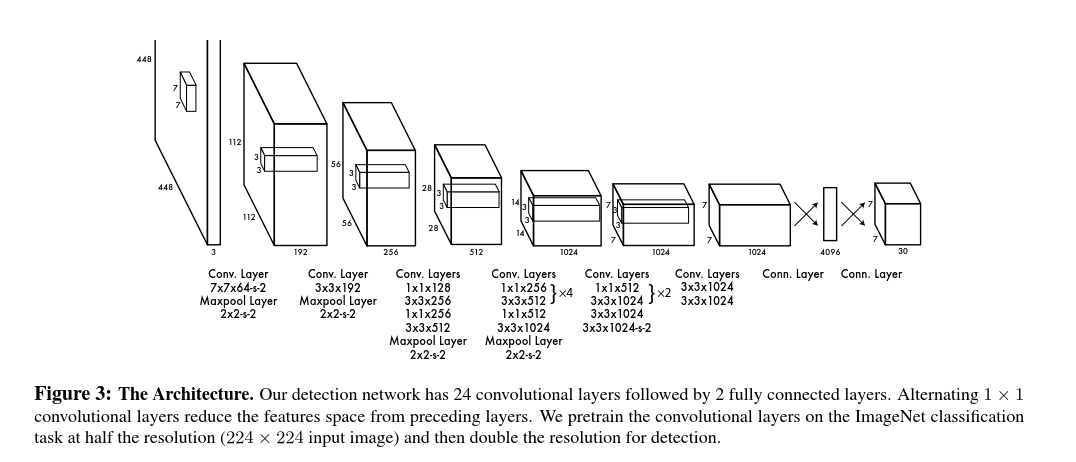 448
7
7
448
3
112
3
3
112
192
56
3
3
56
256
28
3
3
28
512
14
3
3
14
1024
7
3
3
7
1024
7
7
1024
4096
7
7
30
Conv. Layer
7x7x64-s-2
Maxpool Layer
2x2-s-2
Conv. Layer
3x3x192
Maxpool Layer
2x2-s-2
Conv. Layers
1x1x128
3x3x256
1x1x256
3x3x512
Maxpool Layer
2x2-s-2
Conv. Layers
1x1x256
3x3x512
}×4
1x1x512
3x3x1024
Maxpool Layer
2x2-s-2
Conv. Layers
1x1x512
3x3x1024
}×2
3x3x1024
3x3x1024-s-2
Conv. Layers
3x3x1024
3x3x1024
Conn. Layer
Conn. Layer
Figure 3: The Architecture. Our detection network has 24 convolutional layers followed by 2 fully connected layers. Alternating 1 × 1
convolutional layers reduce the features space from preceding layers. We pretrain the convolutional layers on the ImageNet classification
task at half the resolution (224 × 224 input image) and then double the resolution for detection.